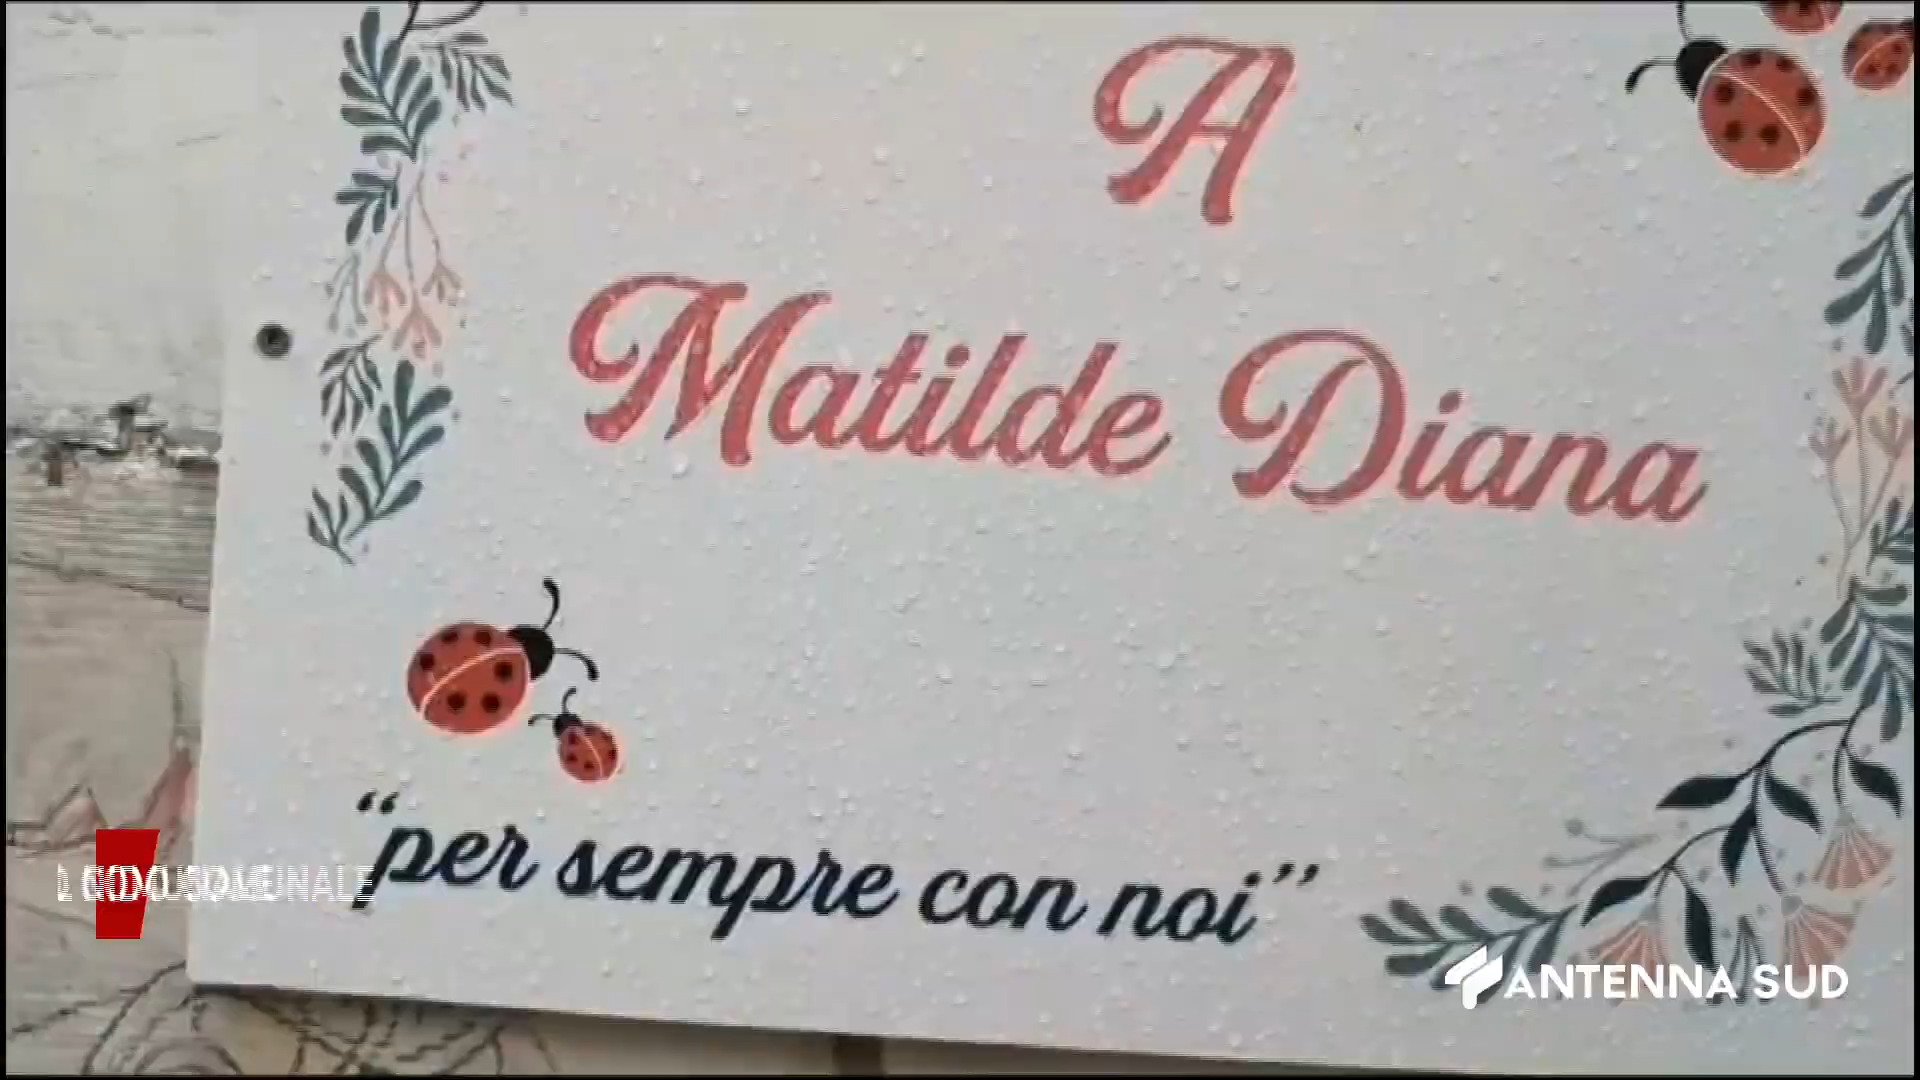 A
Matilde Diana
“per sempre con noi”
ANTENNA SUD